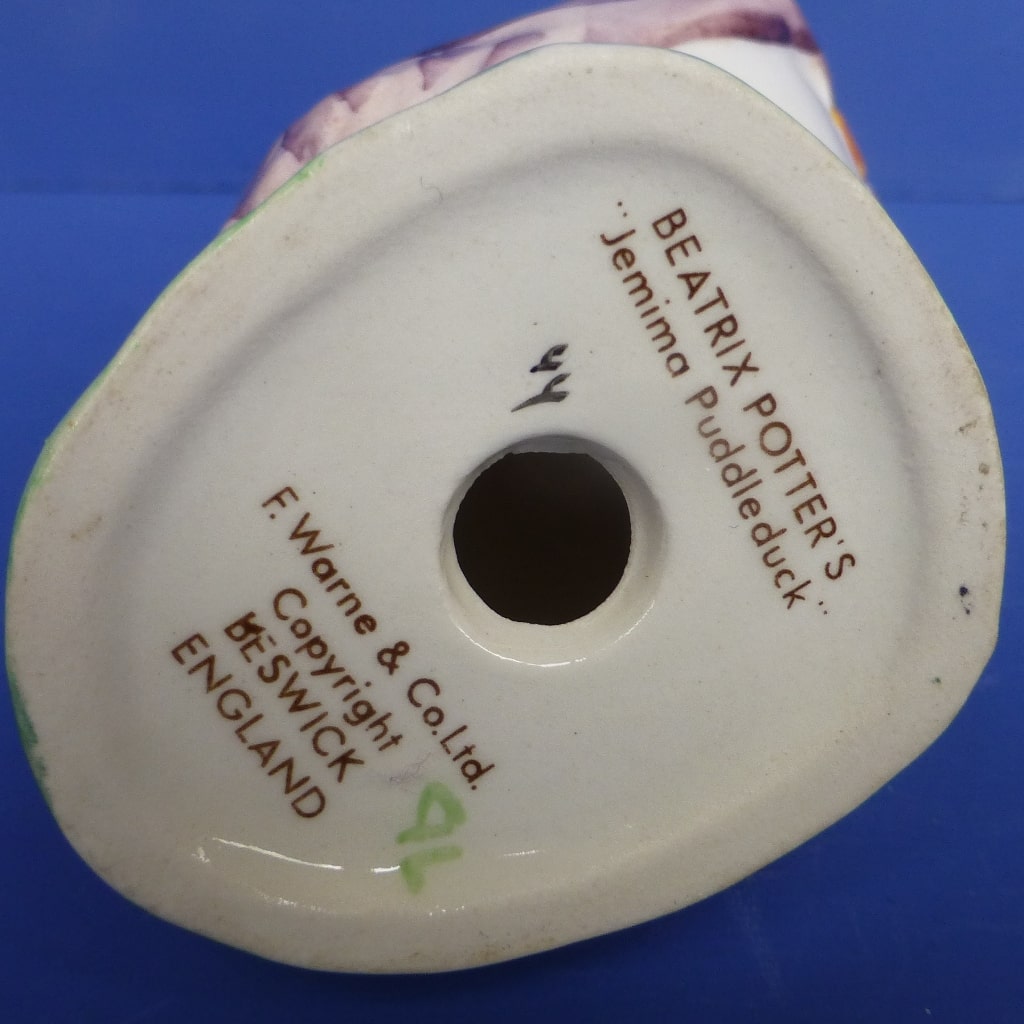 BEATRIX POTTER'S
"Jemima Puddleduck"
F. Warne & Co.Ltd.
Copyright
BESWICK
ENGLAND